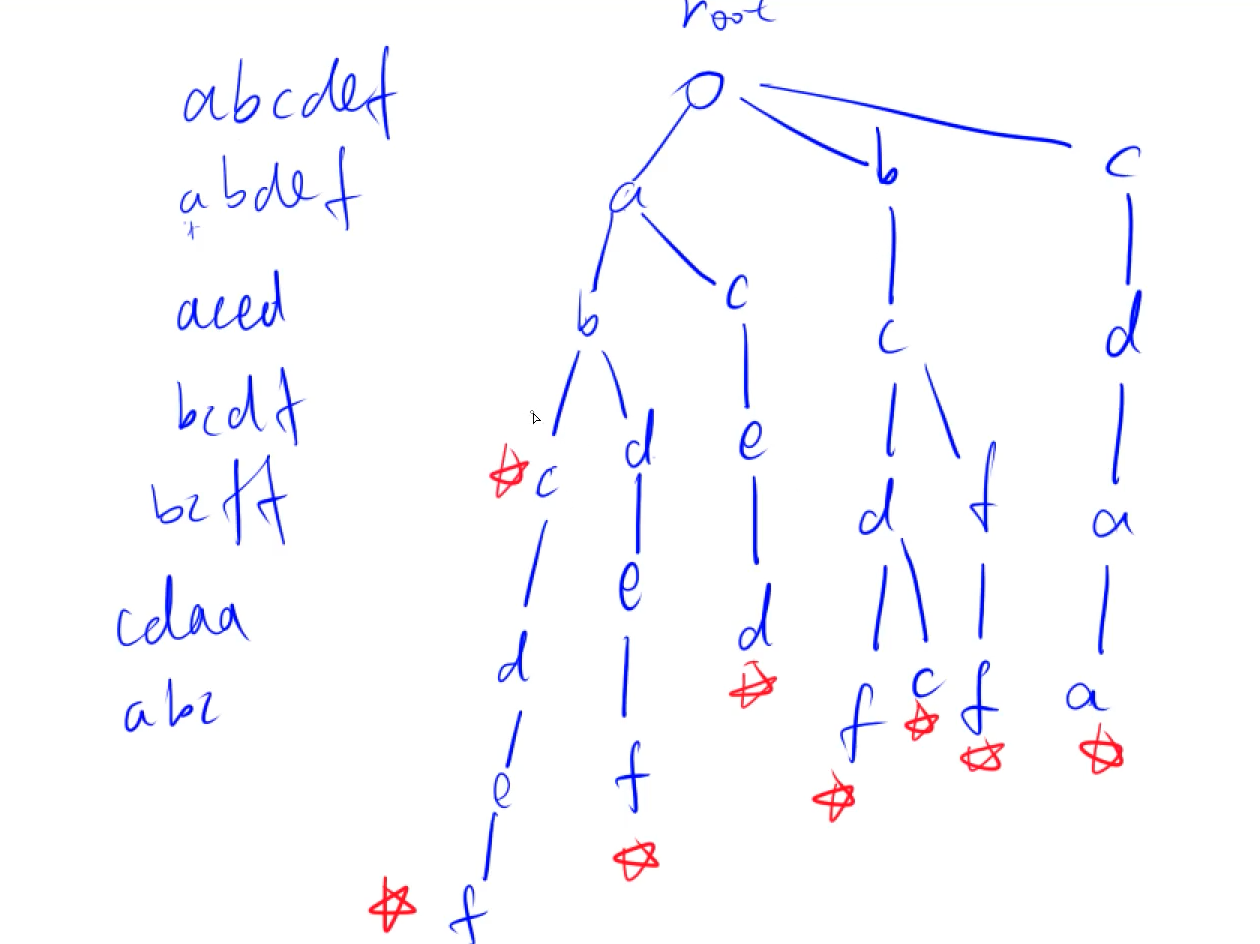 root
abcdef
abdef
aced
bcdf
bcff
cdaa
abc
a b c
b c c d
c d e d f a
d e d f c f a
e f
f